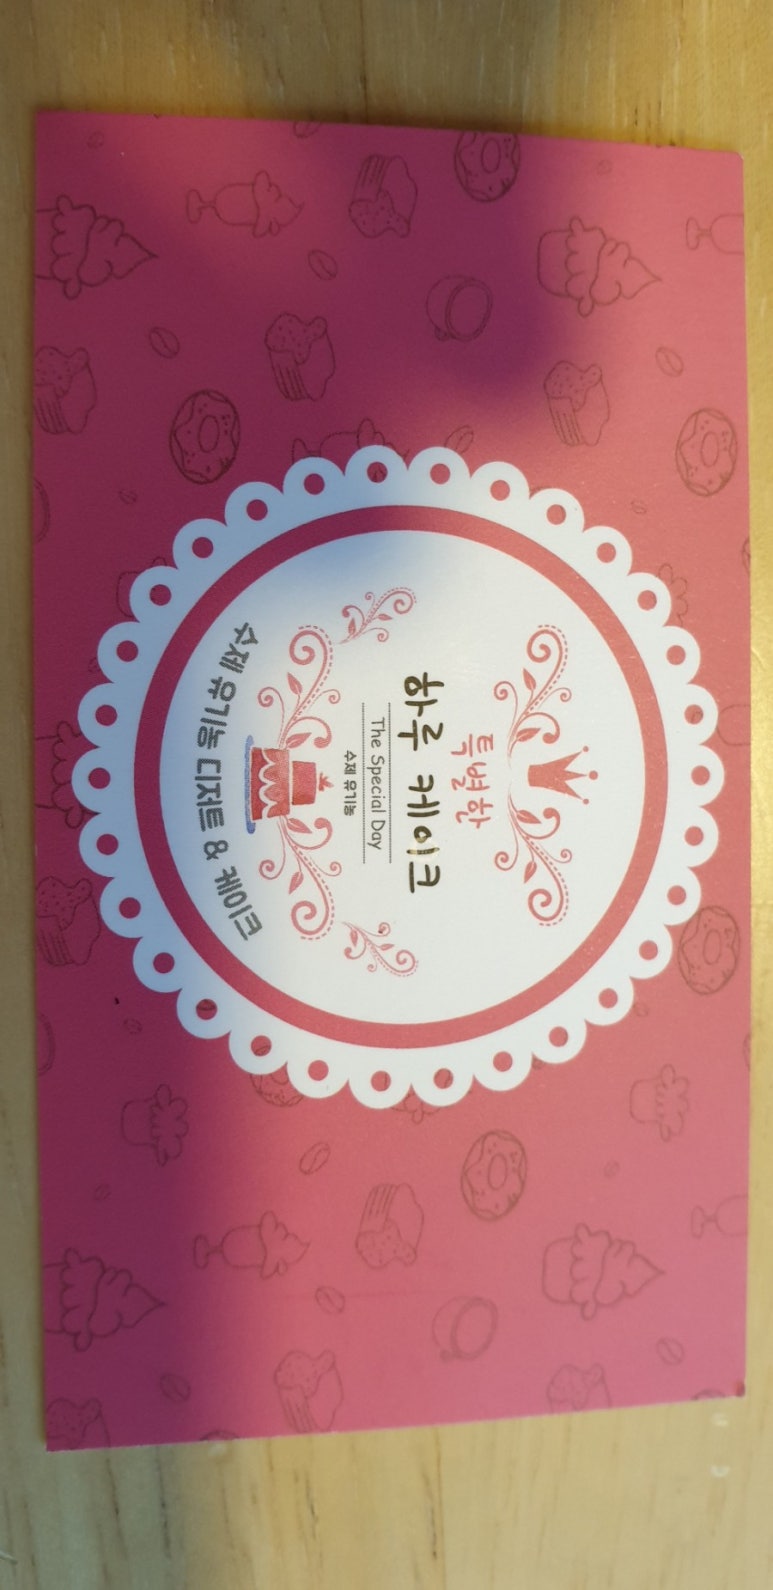 특별한
하루 케이크
The Special Day
수제 유기농
수제 유기농 디저트 & 케이크